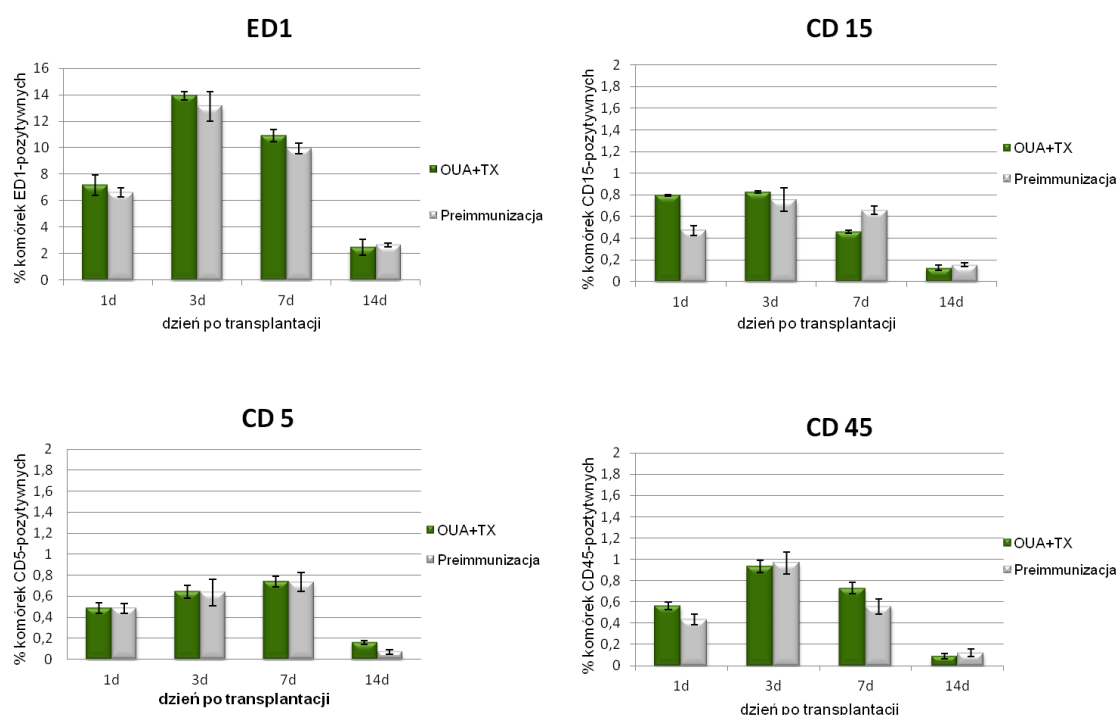 ED1
% komórek ED1-pozytywnych
16
14
12
10
8
6
4
2
0
1d 3d 7d 14d
dzień po transplantacji
OUA+TX
Preimmunizacja
CD 15
% komórek CD15-pozytywnych
2
1,8
1,6
1,4
1,2
1
0,8
0,6
0,4
0,2
0
1d 3d 7d 14d
dzień po transplantacji
OUA+TX
Preimmunizacja
CD 5
% komórek CD5-pozytywnych
2
1,8
1,6
1,4
1,2
1
0,8
0,6
0,4
0,2
0
1d 3d 7d 14d
dzień po transplantacji
OUA+TX
Preimmunizacja
CD 45
% komórek CD45-pozytytwnych
2
1,8
1,6
1,4
1,2
1
0,8
0,6
0,4
0,2
0
1d 3d 7d 14d
dzień po transplantacji
OUA+TX
Preimmunizacja